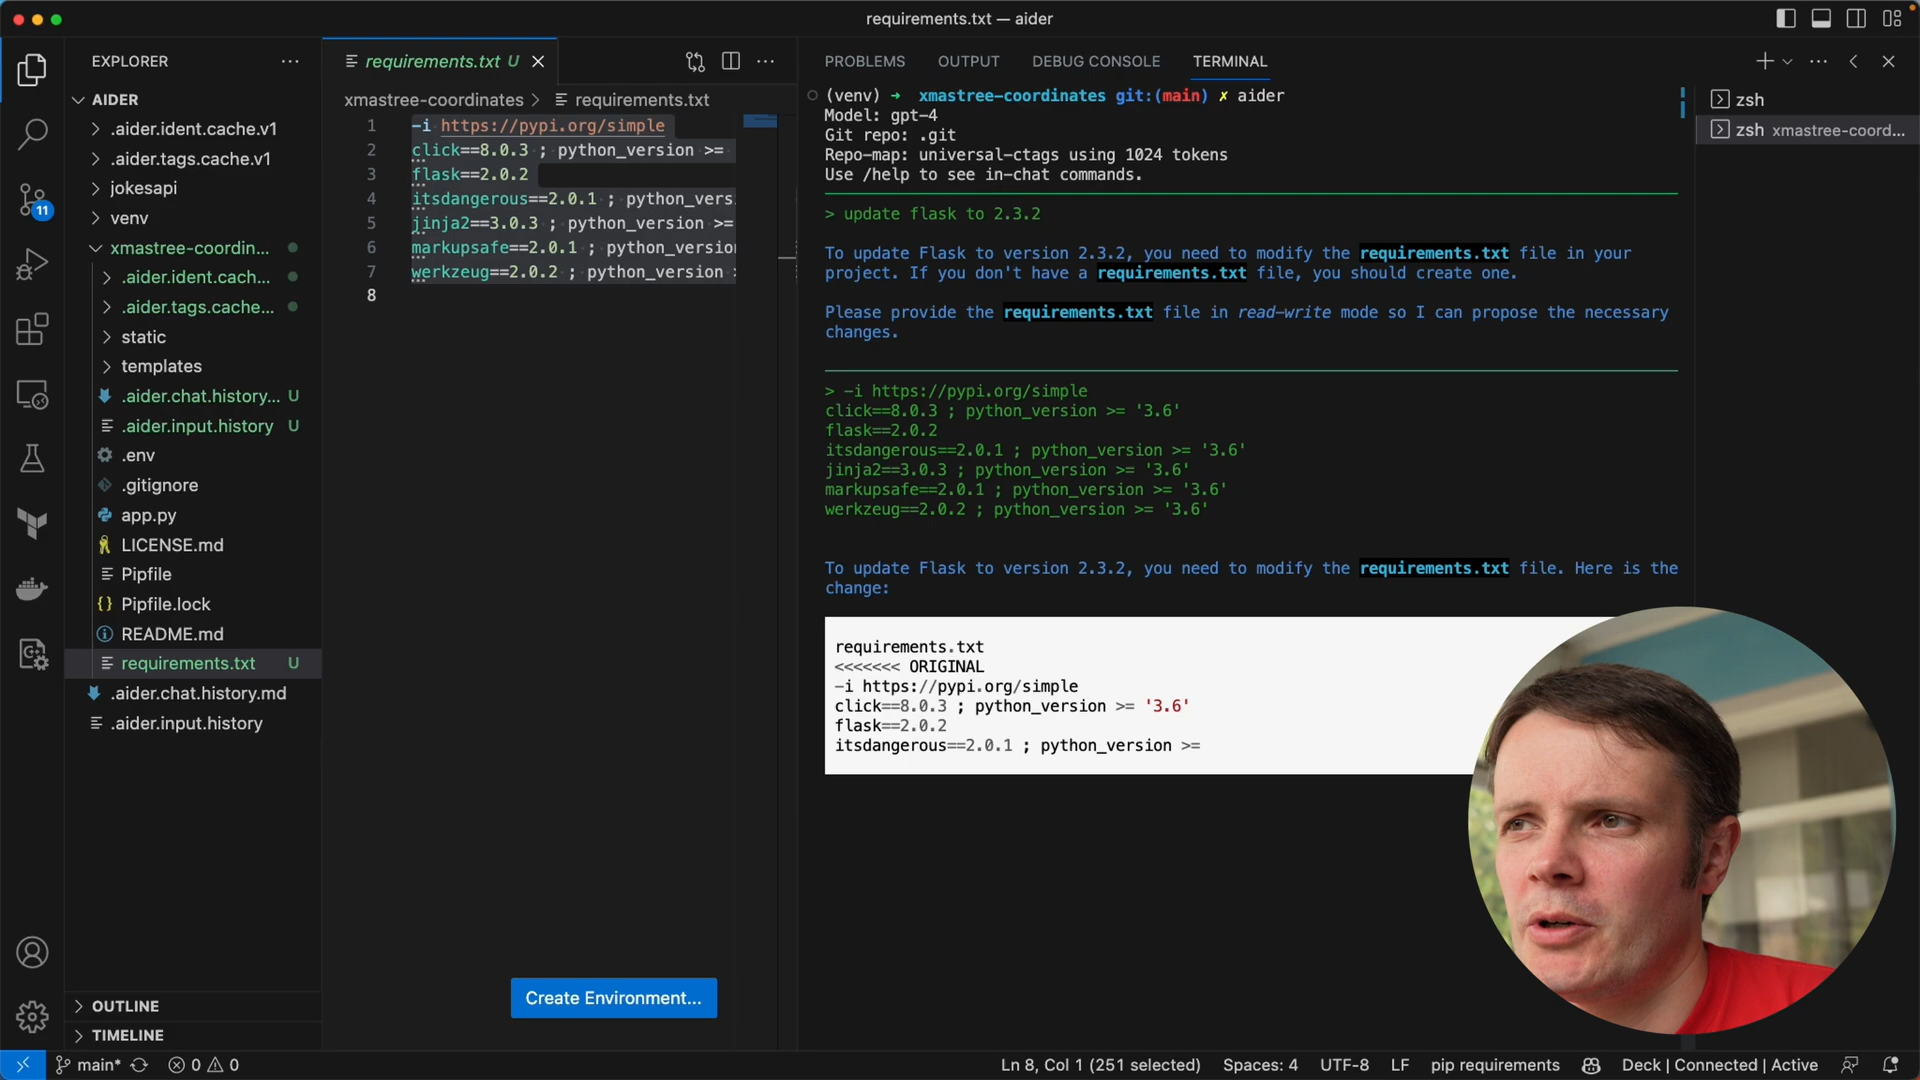 requirements.txt — aider
EXPLORER
AIDER
.aider.ident.cache.v1
.aider.tags.cache.v1
jokesapi
venv
xmastree-coordin...
.aider.ident.cach...
.aider.tags.cache...
static
templates
.aider.chat.history... U
.aider.input.history U
.env
.gitignore
app.py
LICENSE.md
Pipfile
Pipfile.lock
README.md
requirements.txt U
.aider.chat.history.md
.aider.input.history
OUTLINE
TIMELINE
11
requirements.txt U
xmastree-coordinates > requirements.txt
1 -i https://pypi.org/simple
2 click==8.0.3 ; python_version >=
3 flask==2.0.2
4 itsdangerous==2.0.1 ; python_vers
5 jinja2==3.0.3 ; python_version >=
6 markupsafe==2.0.1 ; python_versio
7 werkzeug==2.0.2 ; python_version
8
Create Environment...
PROBLEMS OUTPUT DEBUG CONSOLE TERMINAL
(venv) ➜ xmastree-coordinates git:(main) ✗ aider
Model: gpt-4
Git repo: .git
Repo-map: universal-ctags using 1024 tokens
Use /help to see in-chat commands.
> update flask to 2.3.2
To update Flask to version 2.3.2, you need to modify the requirements.txt file in your
project. If you don't have a requirements.txt file, you should create one.
Please provide the requirements.txt file in read-write mode so I can propose the necessary
changes.
> -i https://pypi.org/simple
click==8.0.3 ; python_version >= '3.6'
flask==2.0.2
itsdangerous==2.0.1 ; python_version >= '3.6'
jinja2==3.0.3 ; python_version >= '3.6'
markupsafe==2.0.1 ; python_version >= '3.6'
werkzeug==2.0.2 ; python_version >= '3.6'
To update Flask to version 2.3.2, you need to modify the requirements.txt file. Here is the
change:
requirements.txt
<<<<<<< ORIGINAL
-i https://pypi.org/simple
click==8.0.3 ; python_version >= '3.6'
flask==2.0.2
itsdangerous==2.0.1 ; python_version >=
zsh
zsh xmastree-coord...
main* 0 0
Ln 8, Col 1 (251 selected) Spaces: 4 UTF-8 LF pip requirements Deck | Connected | Active